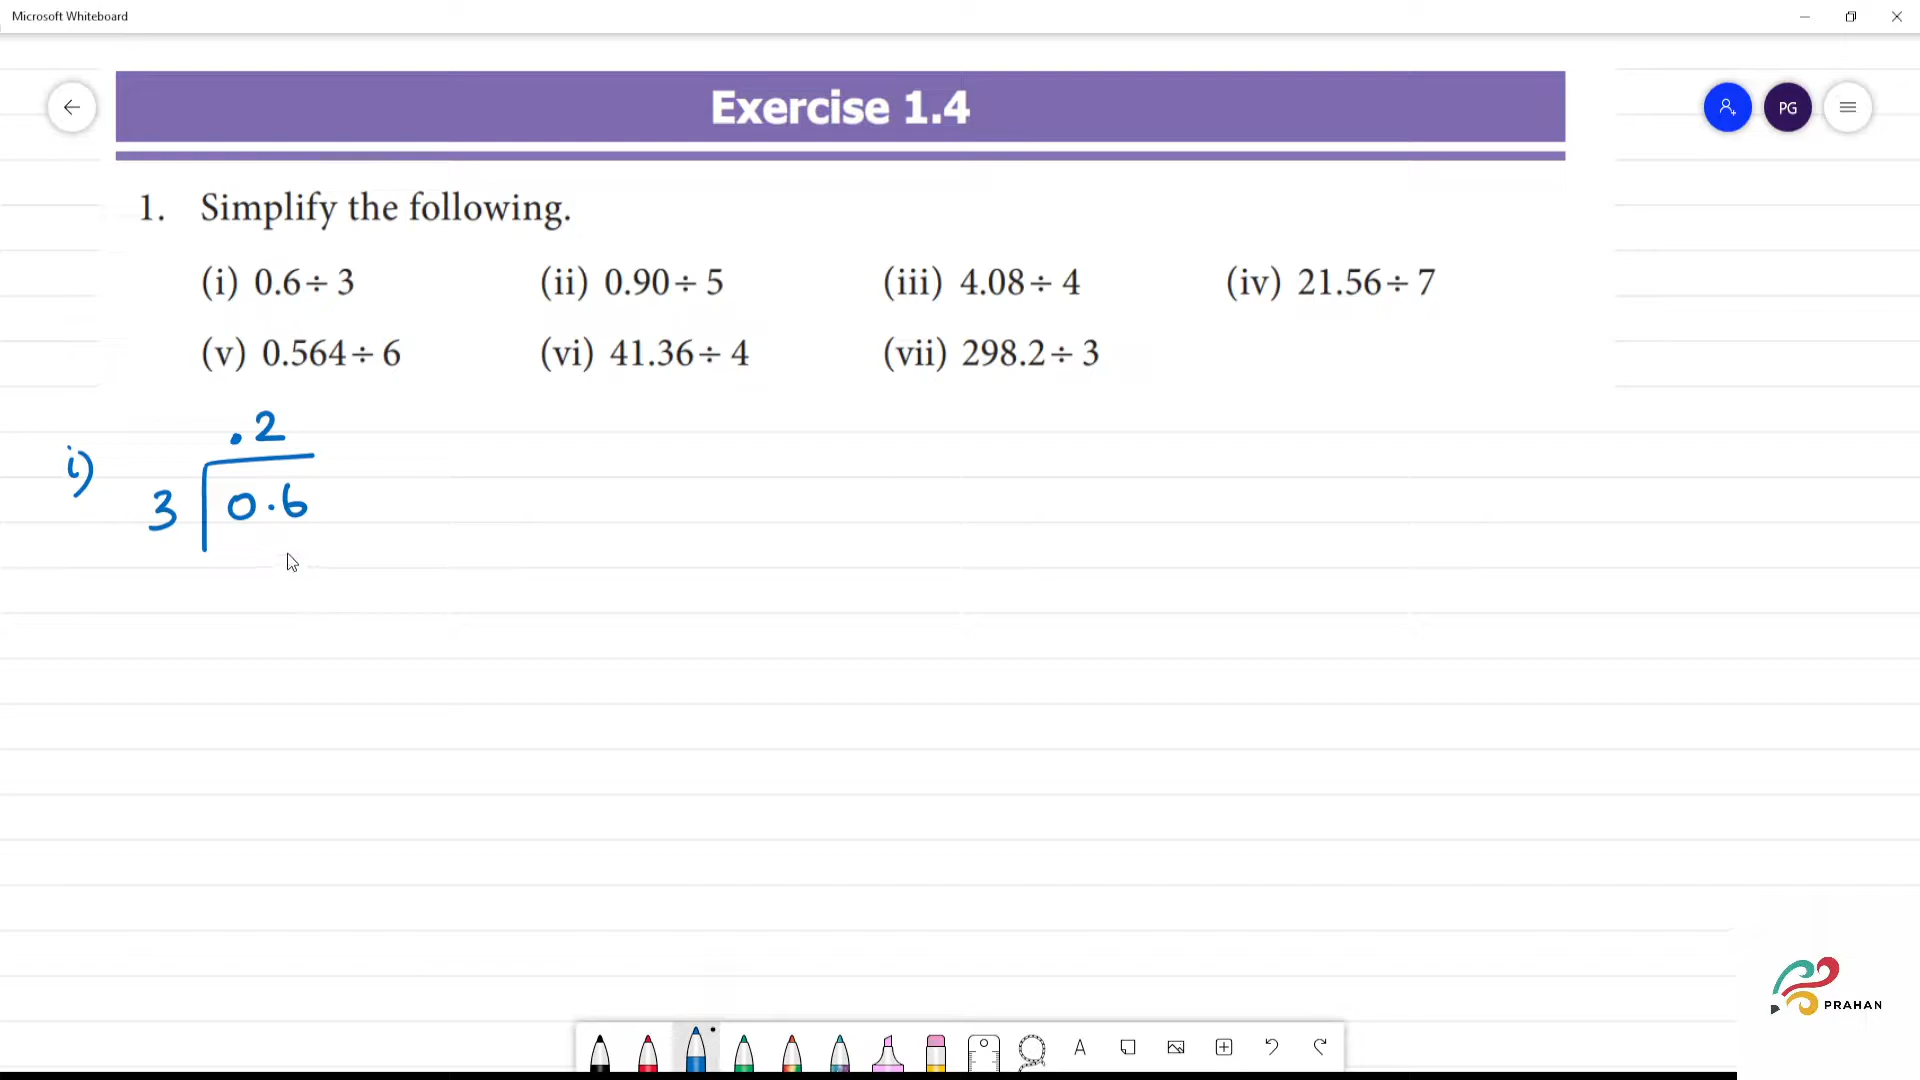 Microsoft Whiteboard
Exercise 1.4
PG
1. Simplify the following.
(i) 0.6 ÷ 3 (ii) 0.90 ÷ 5 (iii) 4.08 ÷ 4 (iv) 21.56 ÷ 7
(v) 0.564 ÷ 6 (vi) 41.36 ÷ 4 (vii) 298.2 ÷ 3
.2
i)
3 0.6
PRAHAN
A